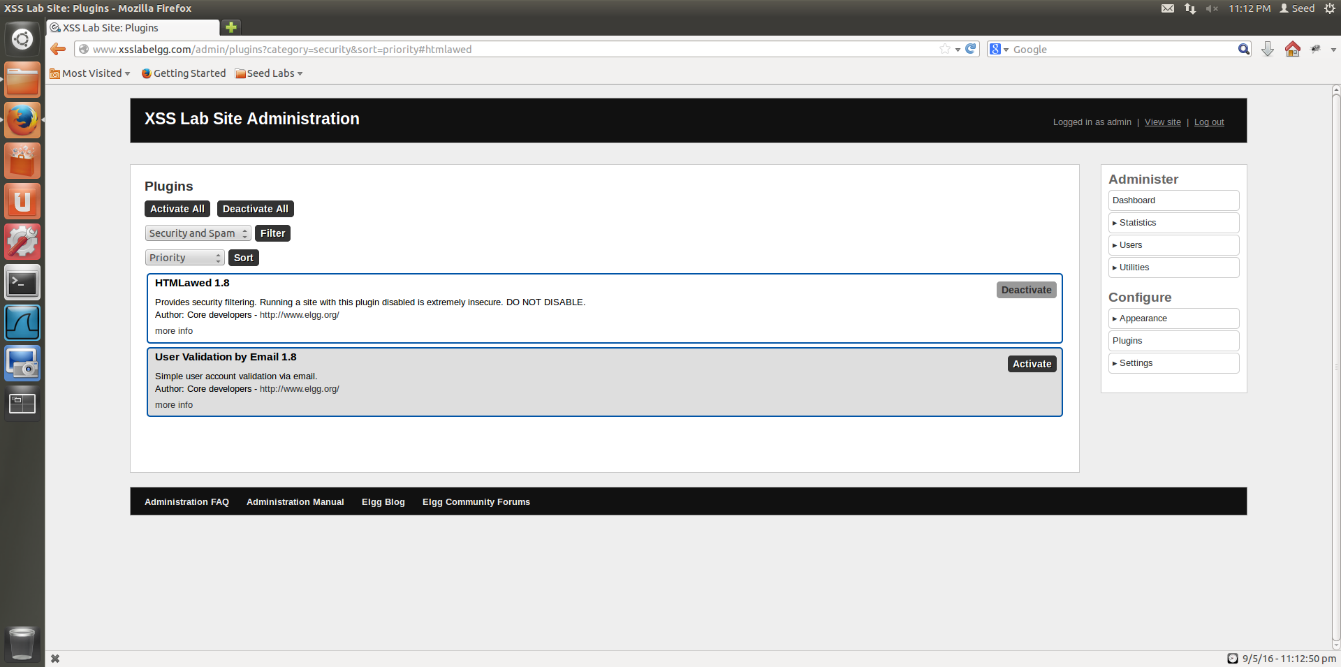 XSS Lab Site: Plugins - Mozilla Firefox
11:12 PM
Seed
XSS Lab Site: Plugins
www.xsslabelgg.com/admin/plugins?category=security&sort=priority#htmlawed
Google
Most Visited
Getting Started
Seed Labs
XSS Lab Site Administration
Logged in as admin | View site | Log out
Plugins
Activate All
Deactivate All
Security and Spam
Filter
Priority
Sort
HTMLawed 1.8
Deactivate
Provides security filtering. Running a site with this plugin disabled is extremely insecure. DO NOT DISABLE.
Author: Core developers - http://www.elgg.org/
more info
User Validation by Email 1.8
Activate
Simple user account validation via email.
Author: Core developers - http://www.elgg.org/
more info
Administer
Dashboard
▸ Statistics
▸ Users
▸ Utilities
Configure
▸ Appearance
Plugins
▸ Settings
Administration FAQ
Administration Manual
Elgg Blog
Elgg Community Forums
9/5/16 - 11:12:50 pm